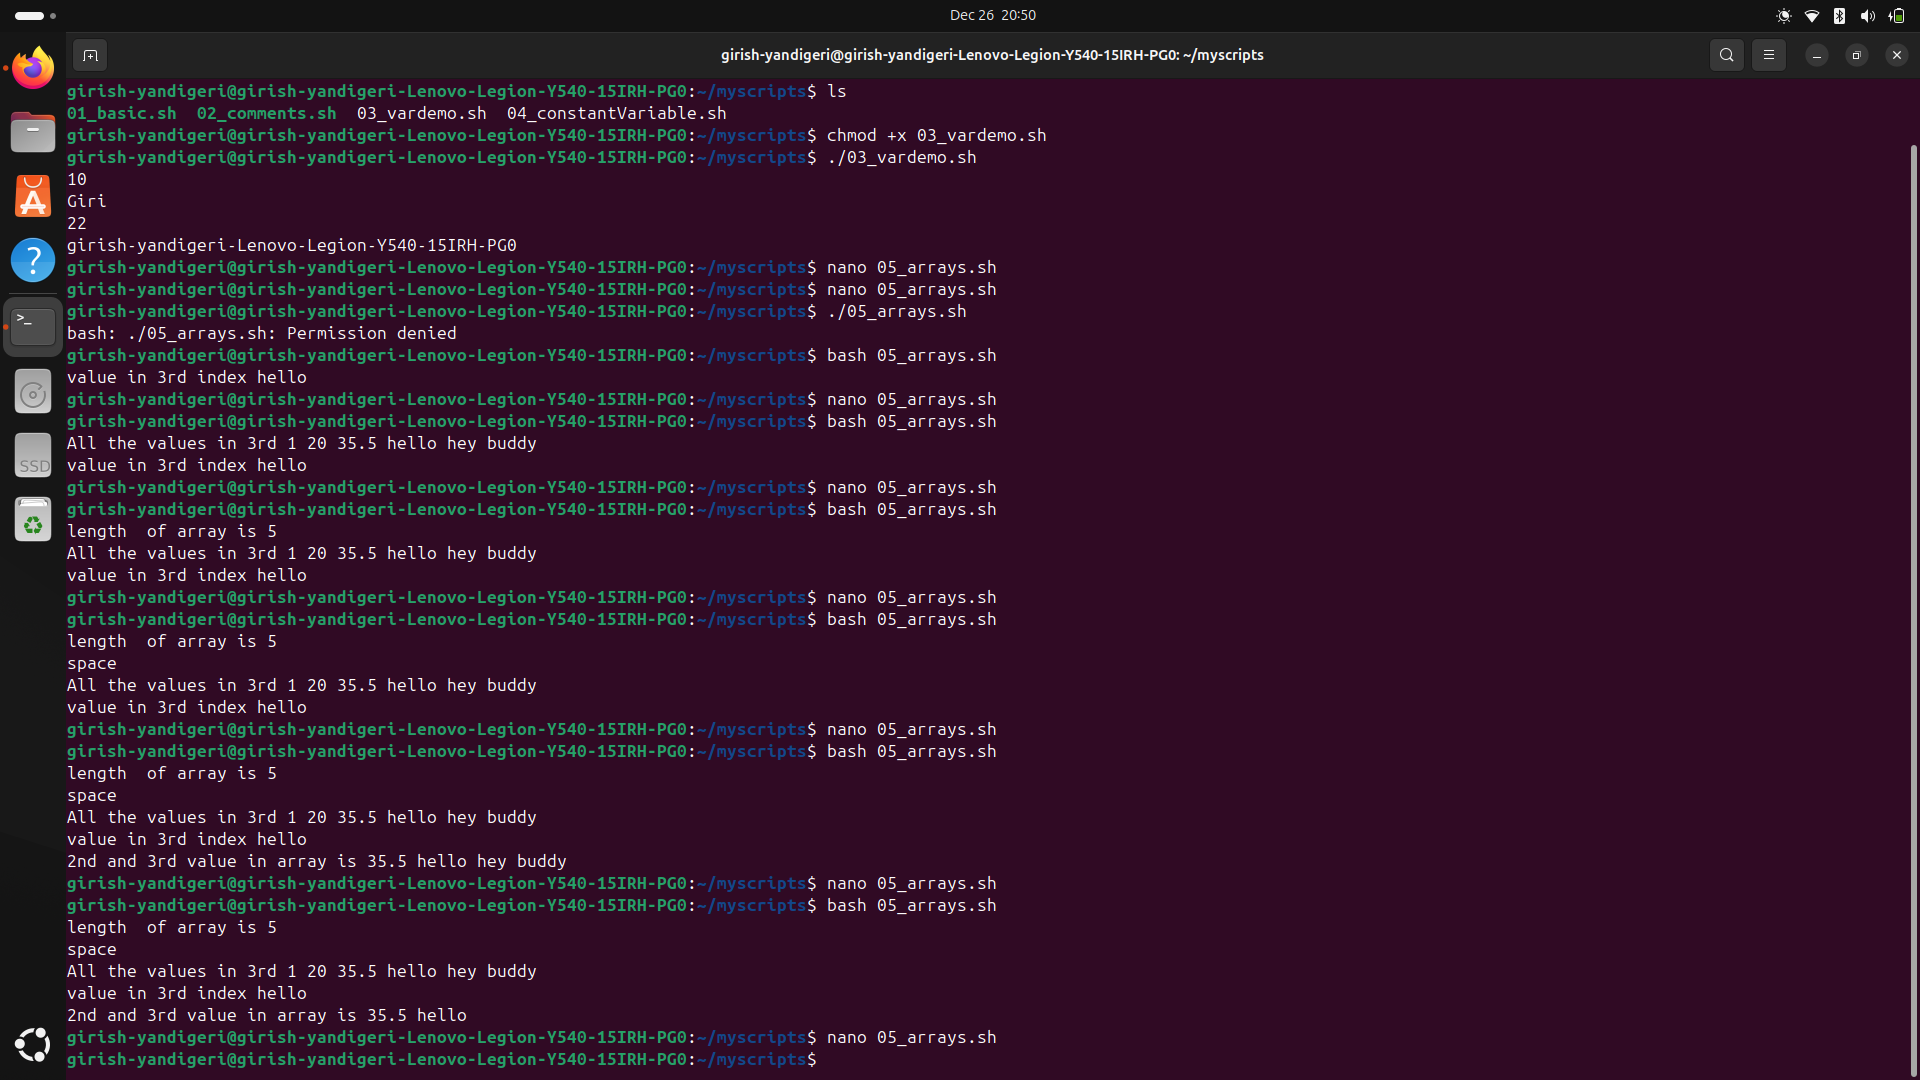 Dec 26 20:50
girish-yandigeri@girish-yandigeri-Lenovo-Legion-Y540-15IRH-PG0: ~/myscripts
girish-yandigeri@girish-yandigeri-Lenovo-Legion-Y540-15IRH-PG0:~/myscripts$ ls
01_basic.sh  02_comments.sh  03_vardemo.sh  04_constantVariable.sh
girish-yandigeri@girish-yandigeri-Lenovo-Legion-Y540-15IRH-PG0:~/myscripts$ chmod +x 03_vardemo.sh
girish-yandigeri@girish-yandigeri-Lenovo-Legion-Y540-15IRH-PG0:~/myscripts$ ./03_vardemo.sh
10
Giri
22
girish-yandigeri-Lenovo-Legion-Y540-15IRH-PG0
girish-yandigeri@girish-yandigeri-Lenovo-Legion-Y540-15IRH-PG0:~/myscripts$ nano 05_arrays.sh
girish-yandigeri@girish-yandigeri-Lenovo-Legion-Y540-15IRH-PG0:~/myscripts$ nano 05_arrays.sh
girish-yandigeri@girish-yandigeri-Lenovo-Legion-Y540-15IRH-PG0:~/myscripts$ ./05_arrays.sh
bash: ./05_arrays.sh: Permission denied
girish-yandigeri@girish-yandigeri-Lenovo-Legion-Y540-15IRH-PG0:~/myscripts$ bash 05_arrays.sh
value in 3rd index hello
girish-yandigeri@girish-yandigeri-Lenovo-Legion-Y540-15IRH-PG0:~/myscripts$ nano 05_arrays.sh
girish-yandigeri@girish-yandigeri-Lenovo-Legion-Y540-15IRH-PG0:~/myscripts$ bash 05_arrays.sh
All the values in 3rd 1 20 35.5 hello hey buddy
value in 3rd index hello
girish-yandigeri@girish-yandigeri-Lenovo-Legion-Y540-15IRH-PG0:~/myscripts$ nano 05_arrays.sh
girish-yandigeri@girish-yandigeri-Lenovo-Legion-Y540-15IRH-PG0:~/myscripts$ bash 05_arrays.sh
length  of array is 5
All the values in 3rd 1 20 35.5 hello hey buddy
value in 3rd index hello
girish-yandigeri@girish-yandigeri-Lenovo-Legion-Y540-15IRH-PG0:~/myscripts$ nano 05_arrays.sh
girish-yandigeri@girish-yandigeri-Lenovo-Legion-Y540-15IRH-PG0:~/myscripts$ bash 05_arrays.sh
length  of array is 5
space
All the values in 3rd 1 20 35.5 hello hey buddy
value in 3rd index hello
girish-yandigeri@girish-yandigeri-Lenovo-Legion-Y540-15IRH-PG0:~/myscripts$ nano 05_arrays.sh
girish-yandigeri@girish-yandigeri-Lenovo-Legion-Y540-15IRH-PG0:~/myscripts$ bash 05_arrays.sh
length  of array is 5
space
All the values in 3rd 1 20 35.5 hello hey buddy
value in 3rd index hello
2nd and 3rd value in array is 35.5 hello hey buddy
girish-yandigeri@girish-yandigeri-Lenovo-Legion-Y540-15IRH-PG0:~/myscripts$ nano 05_arrays.sh
girish-yandigeri@girish-yandigeri-Lenovo-Legion-Y540-15IRH-PG0:~/myscripts$ bash 05_arrays.sh
length  of array is 5
space
All the values in 3rd 1 20 35.5 hello hey buddy
value in 3rd index hello
2nd and 3rd value in array is 35.5 hello
girish-yandigeri@girish-yandigeri-Lenovo-Legion-Y540-15IRH-PG0:~/myscripts$ nano 05_arrays.sh
girish-yandigeri@girish-yandigeri-Lenovo-Legion-Y540-15IRH-PG0:~/myscripts$
?
>_
SSD